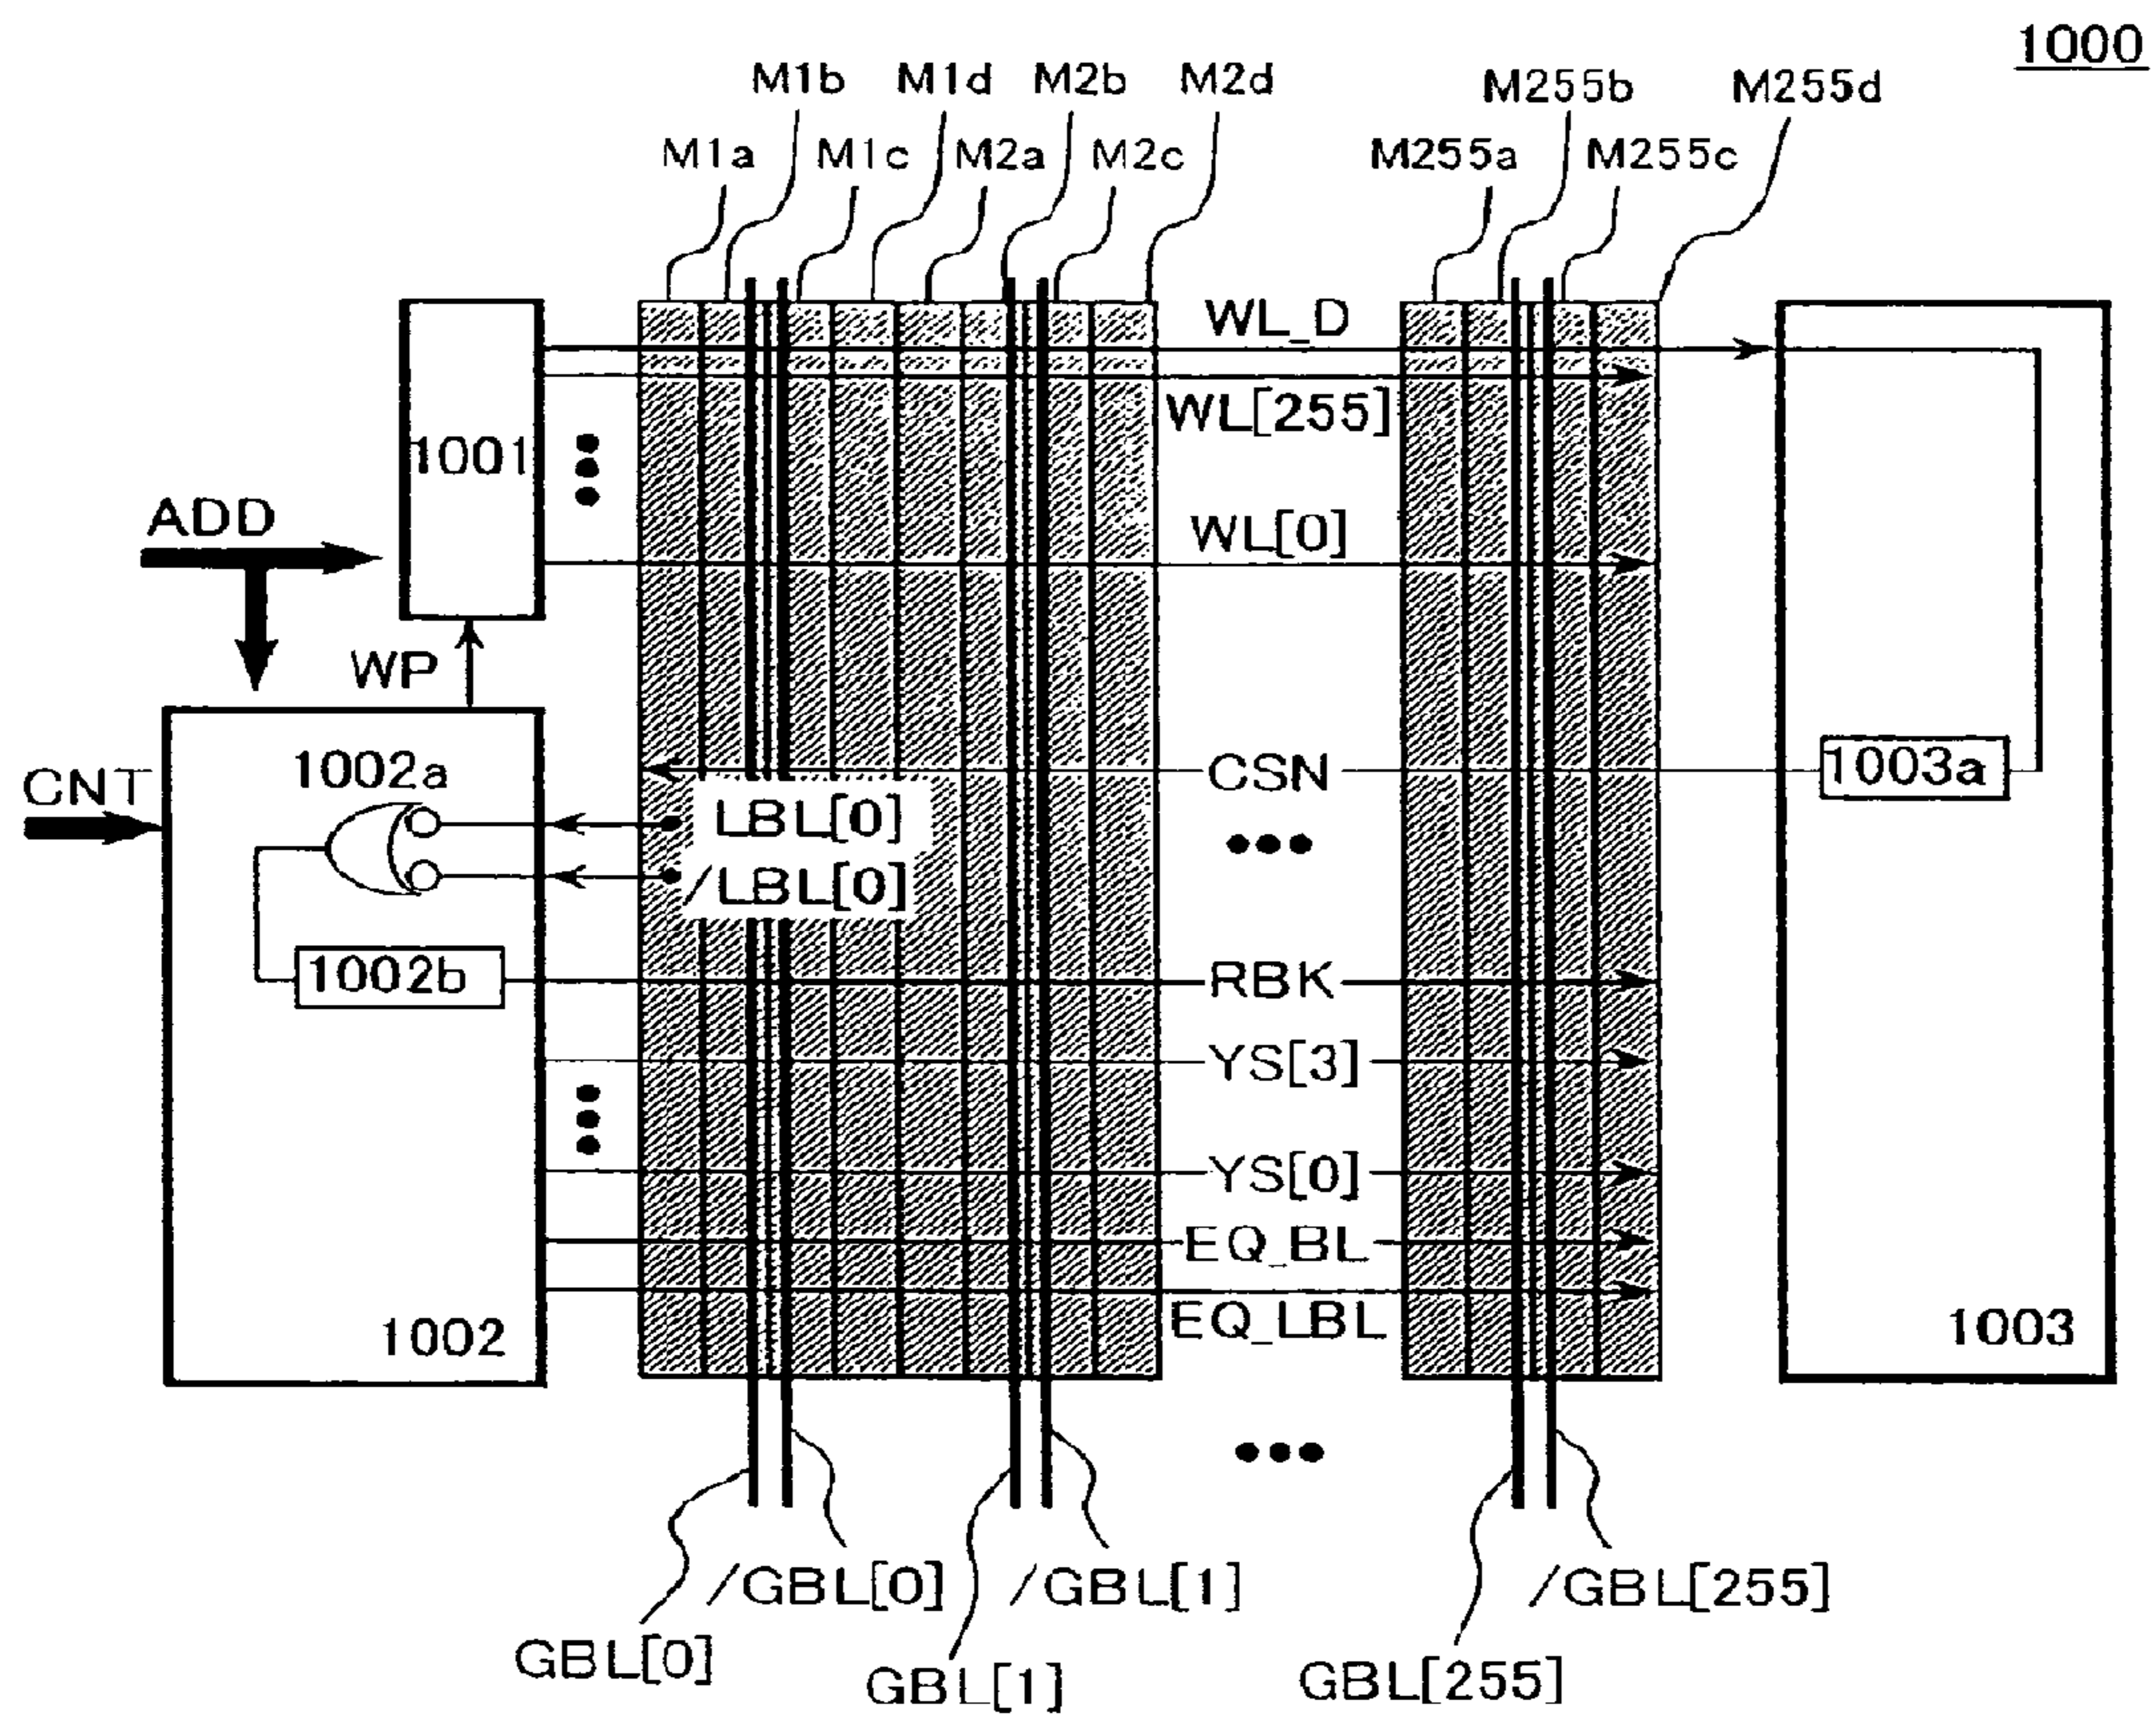 1000
M1b M1d M2b M2d M255b M255d
M1a M1c M2a M2c M255a M255c
WL_D
WL[255]
1001
ADD
WL[0]
WP
1002a
CSN
1003a
CNT
LBL[0]
/LBL[0]
1002b
RBK
YS[3]
YS[0]
EQ_BL
EQ_LBL
1002
1003
/GBL[0] /GBL[1] /GBL[255]
GBL[0] GBL[1] GBL[255]